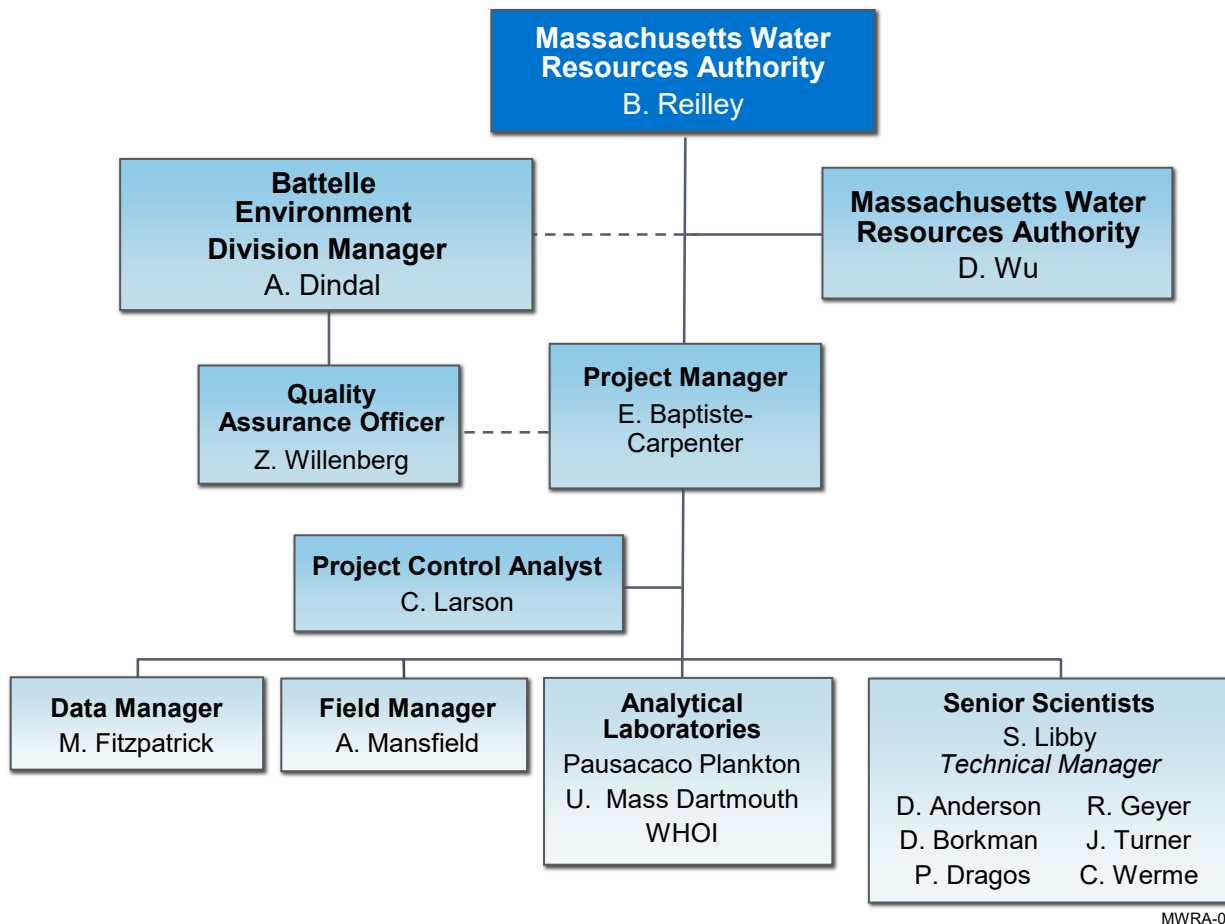 Massachusetts Water
Resources Authority
B. Reilley
Battelle
Environment
Division Manager
A. Dindal
Massachusetts Water
Resources Authority
D. Wu
Quality
Assurance Officer
Z. Willenberg
Project Manager
E. Baptiste-
Carpenter
Project Control Analyst
C. Larson
Data Manager
M. Fitzpatrick
Field Manager
A. Mansfield
Analytical
Laboratories
Pausacaco Plankton
U. Mass Dartmouth
WHOI
Senior Scientists
S. Libby
Technical Manager
D. Anderson R. Geyer
D. Borkman J. Turner
P. Dragos C. Werme
MWRA-0